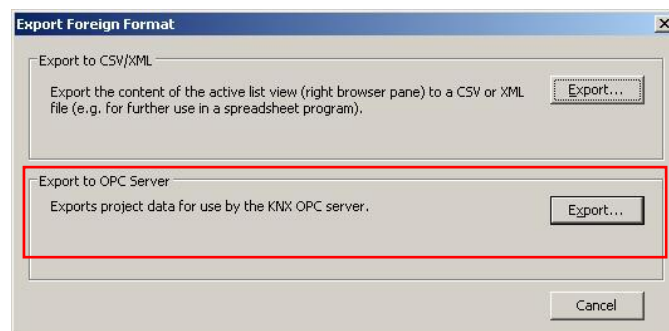 Export Foreign Format
Export to CSV/XML
Export the content of the active list view (right browser pane) to a CSV or XML
file (e.g. for further use in a spreadsheet program).
Export...
Export to OPC Server
Exports project data for use by the KNX OPC server.
Export...
Cancel